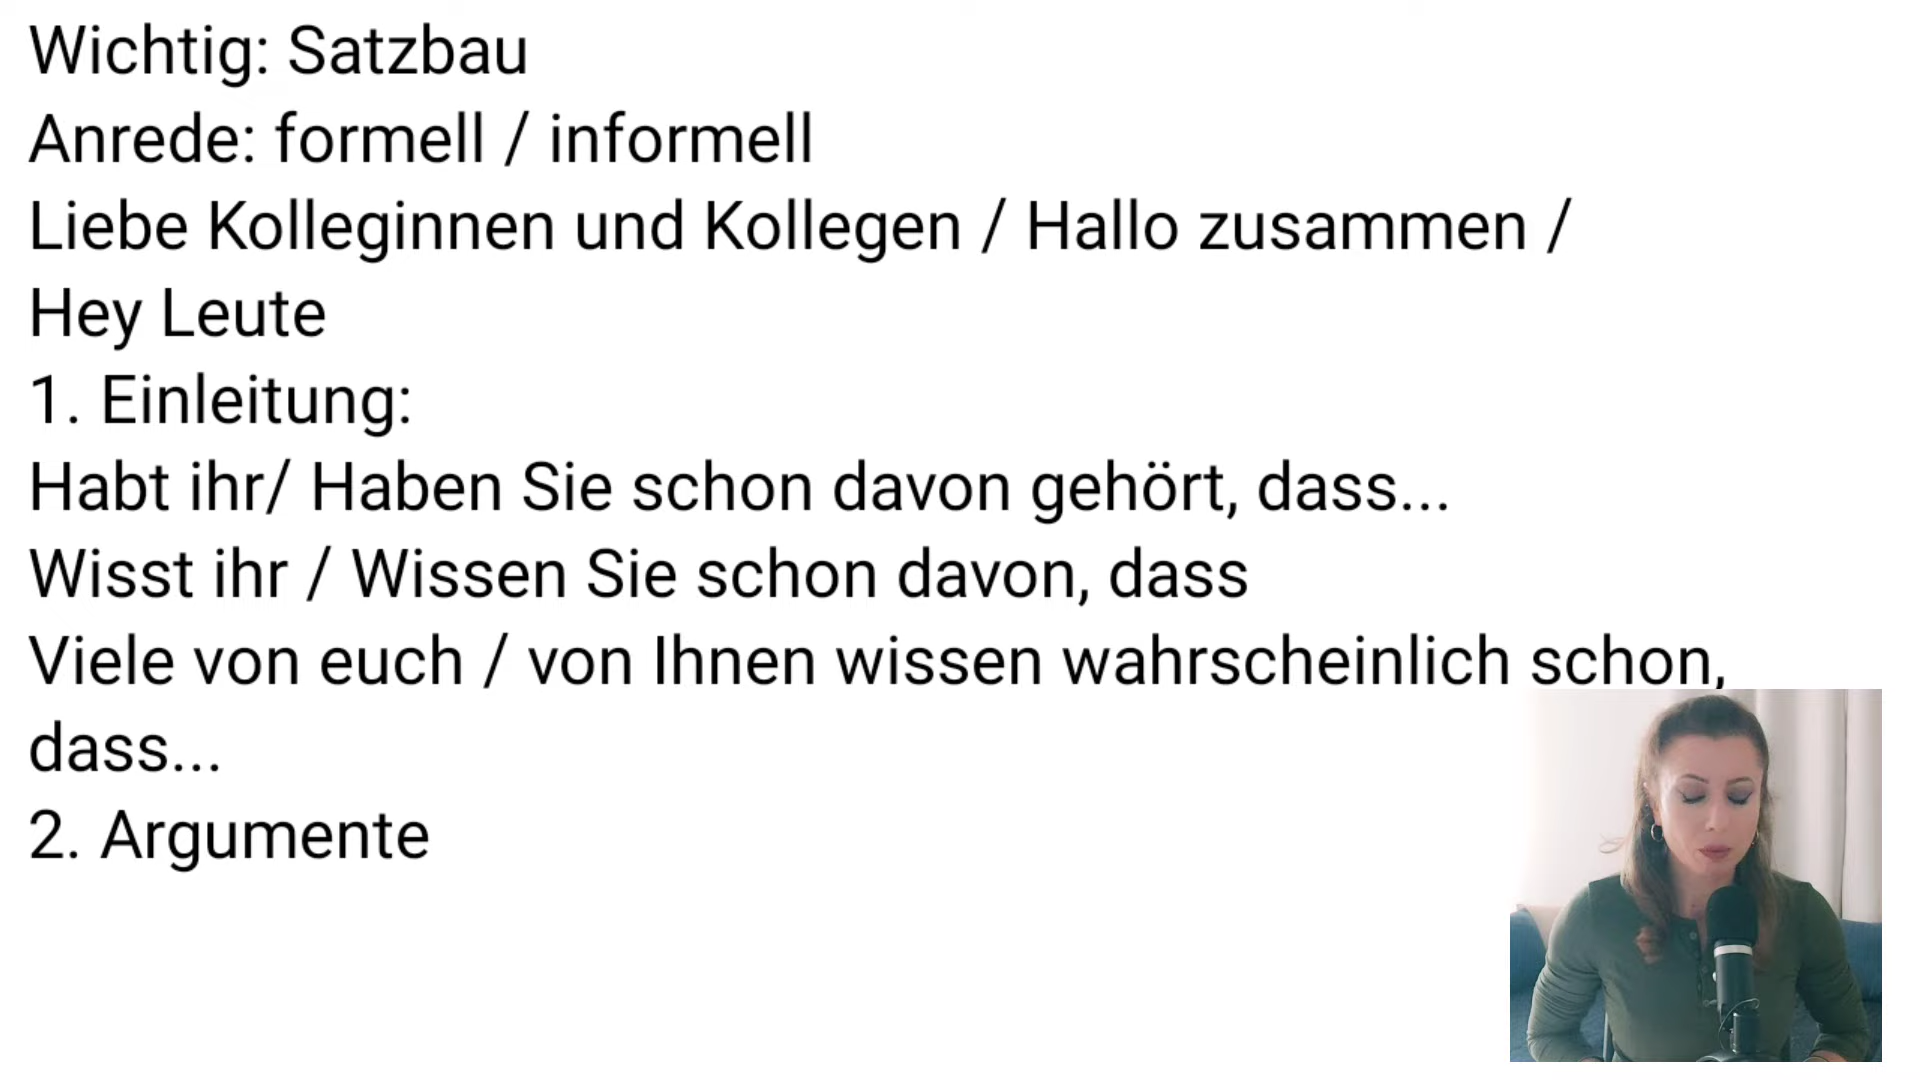 Wichtig: Satzbau
Anrede: formell / informell
Liebe Kolleginnen und Kollegen / Hallo zusammen /
Hey Leute
1. Einleitung:
Habt ihr/ Haben Sie schon davon gehört, dass...
Wisst ihr / Wissen Sie schon davon, dass
Viele von euch / von Ihnen wissen wahrscheinlich schon,
dass...
2. Argumente